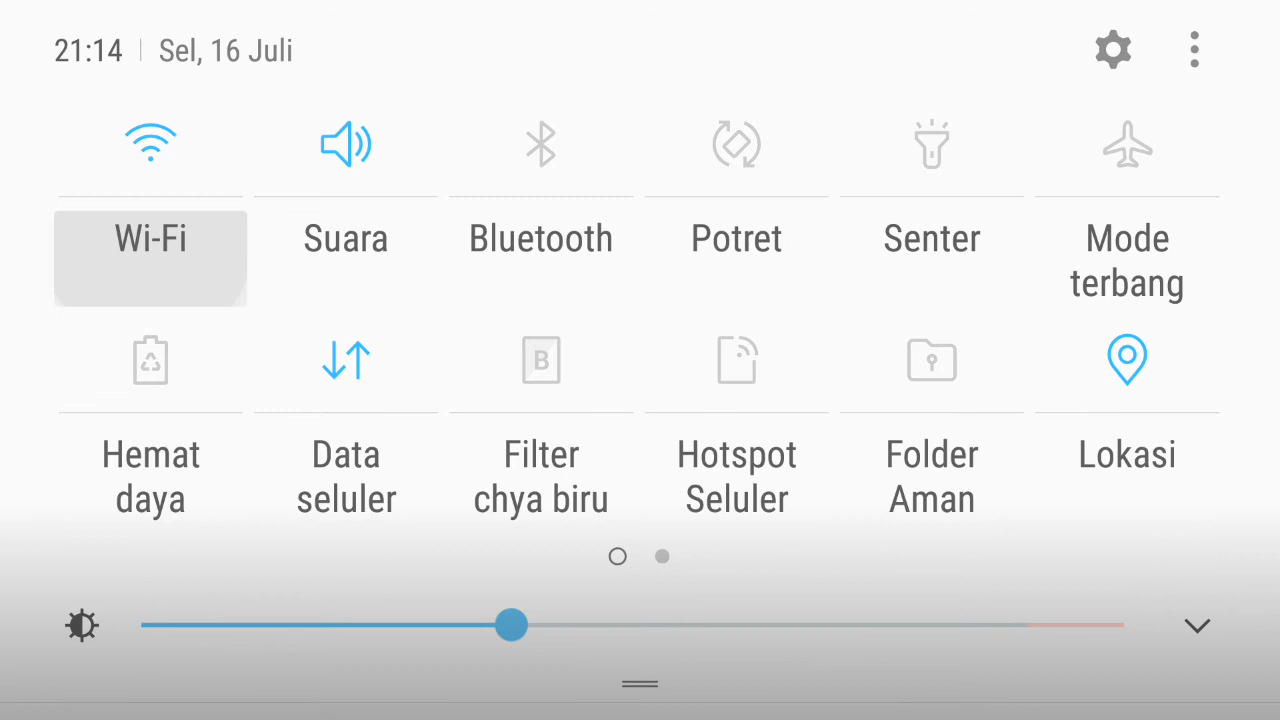 21:14 Sel, 16 Juli
Wi-Fi Suara Bluetooth Potret Senter Mode
terbang
B
Hemat Data Filter Hotspot Folder Lokasi
daya seluler chya biru Seluler Aman